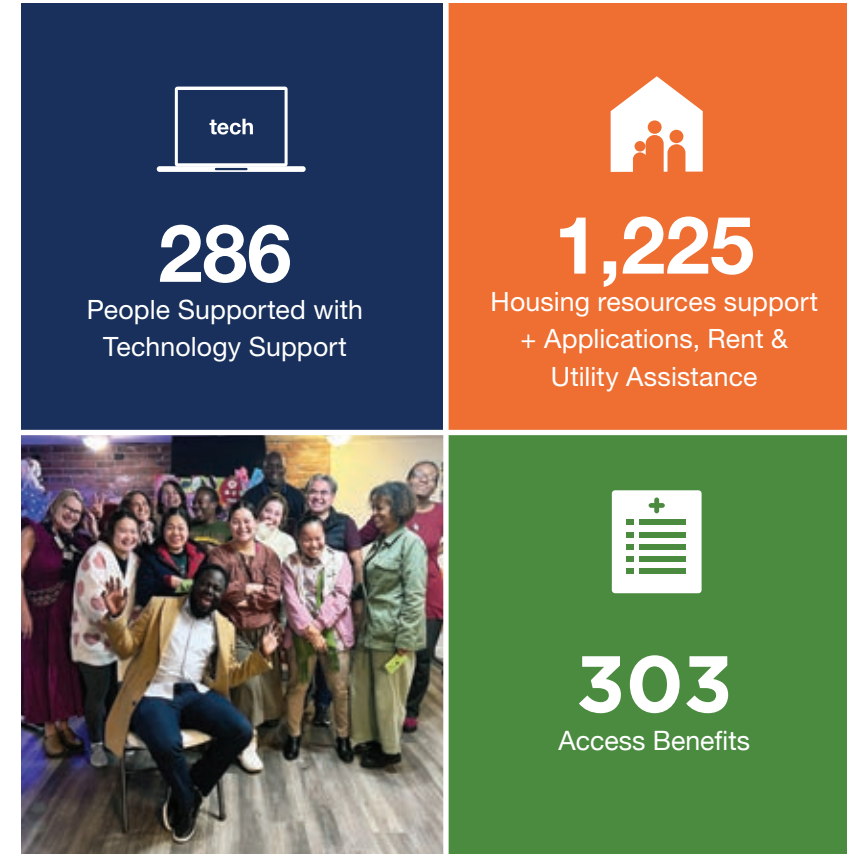 tech
286
People Supported with
Technology Support
1,225
Housing resources support
+ Applications, Rent &
Utility Assistance
303
Access Benefits